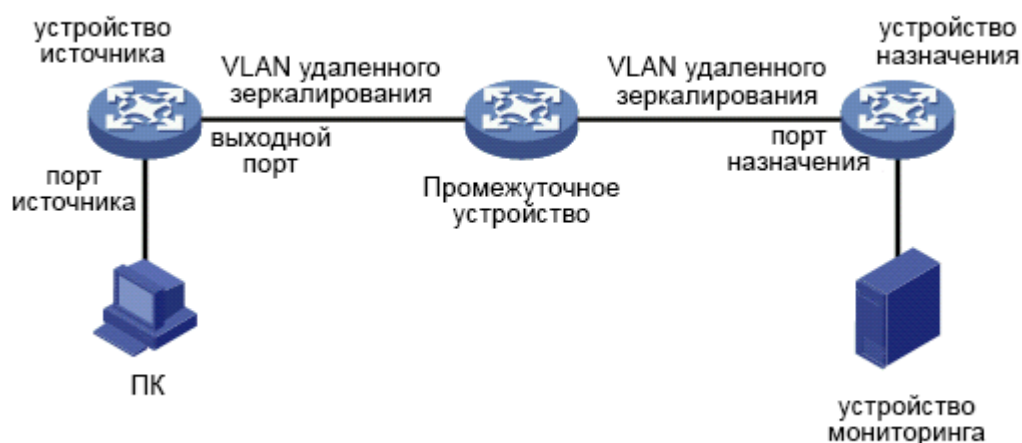 устройство
источника
VLAN удаленного
зеркалирования
VLAN удаленного
зеркалирования
устройство
назначения
выходной
порт
порт
назначения
порт
источника
Промежуточное
устройство
ПК
устройство
мониторинга